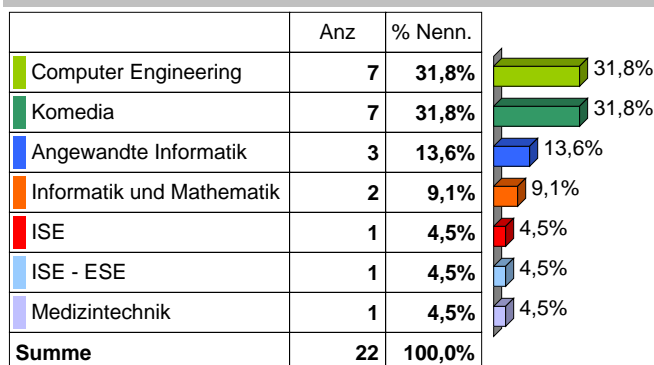 Anz % Nenn.
Computer Engineering 7 31,8% 31,8%
Komedia 7 31,8% 31,8%
Angewandte Informatik 3 13,6% 13,6%
Informatik und Mathematik 2 9,1% 9,1%
ISE 1 4,5% 4,5%
ISE - ESE 1 4,5% 4,5%
Medizintechnik 1 4,5% 4,5%
Summe 22 100,0%